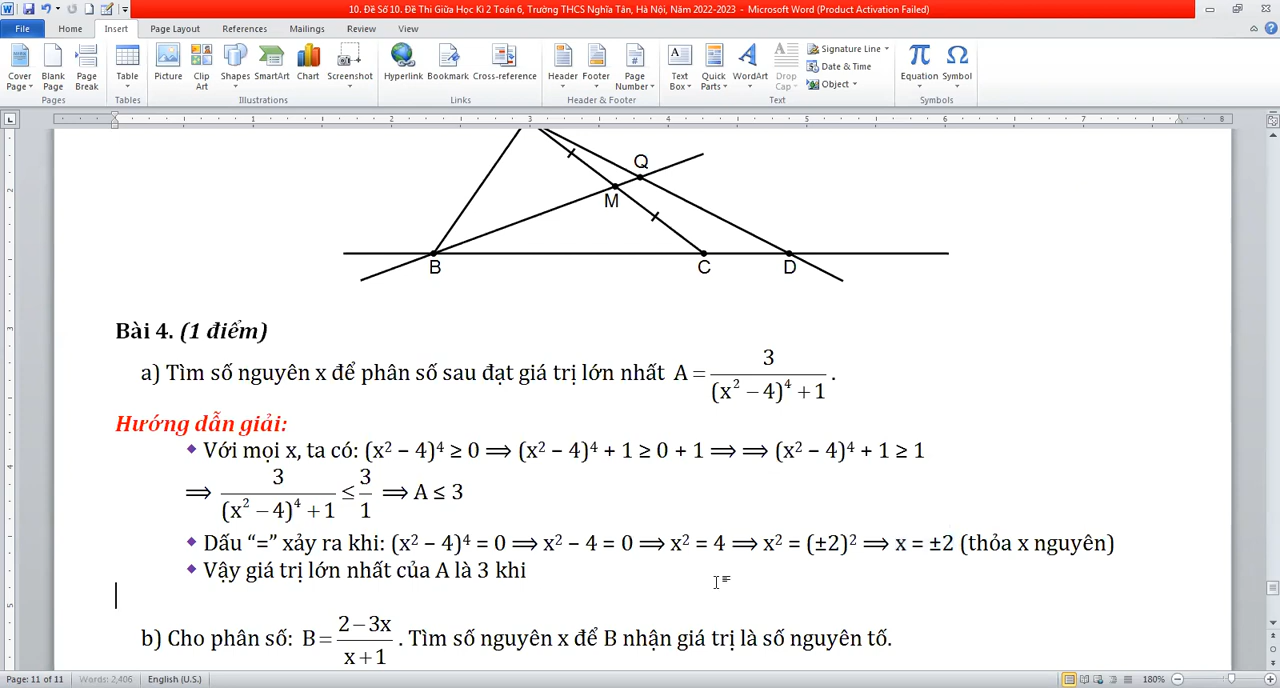 10. Đề Số 10. Đề Thi Giữa Học Kì 2 Toán 6, Trường THCS Nghĩa Tân, Hà Nội, Năm 2022-2023 - Microsoft Word (Product Activation Failed)
File Home Insert Page Layout References Mailings Review View
Cover Page Blank Page Page Break Table Picture Clip Art Shapes SmartArt Chart Screenshot Hyperlink Bookmark Cross-reference Header Footer Page Number Text Box Quick Parts WordArt Drop Cap Signature Line Date & Time Object Equation Symbol
Pages Tables Illustrations Links Header & Footer Text Symbols
1 2 3 4 5 6 7 8
Q
M
B C D
Bài 4. (1 điểm)
a) Tìm số nguyên x để phân số sau đạt giá trị lớn nhất A = 3/((x² − 4)⁴ + 1).
Hướng dẫn giải:
◆ Với mọi x, ta có: (x² − 4)⁴ ≥ 0 ⟹ (x² − 4)⁴ + 1 ≥ 0 + 1 ⟹ ⟹ (x² − 4)⁴ + 1 ≥ 1
⟹ 3/((x² − 4)⁴ + 1) ≤ 3/1 ⟹ A ≤ 3
◆ Dấu “=” xảy ra khi: (x² − 4)⁴ = 0 ⟹ x² − 4 = 0 ⟹ x² = 4 ⟹ x² = (±2)² ⟹ x = ±2 (thỏa x nguyên)
◆ Vậy giá trị lớn nhất của A là 3 khi
b) Cho phân số: B = (2 − 3x)/(x + 1). Tìm số nguyên x để B nhận giá trị là số nguyên tố.
Page: 11 of 11 Words: 2,406 English (U.S.) 180%